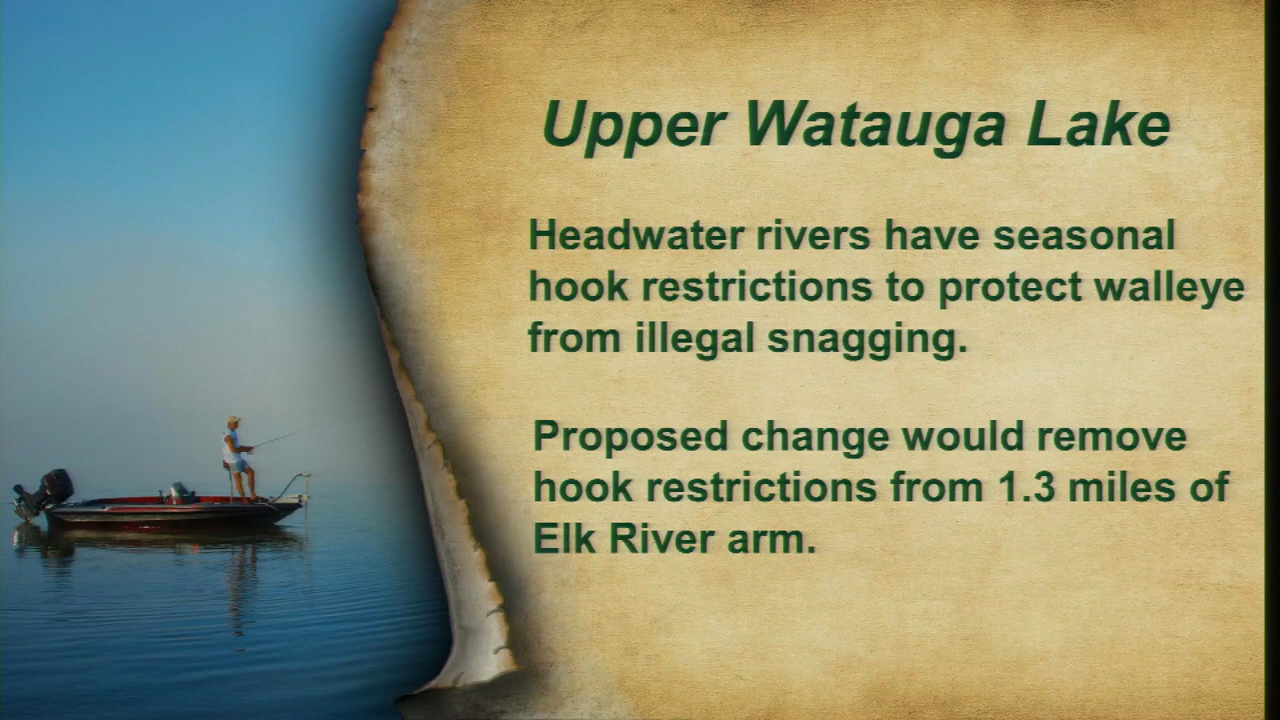 Upper Watauga Lake
Headwater rivers have seasonal
hook restrictions to protect walleye
from illegal snagging.
Proposed change would remove
hook restrictions from 1.3 miles of
Elk River arm.